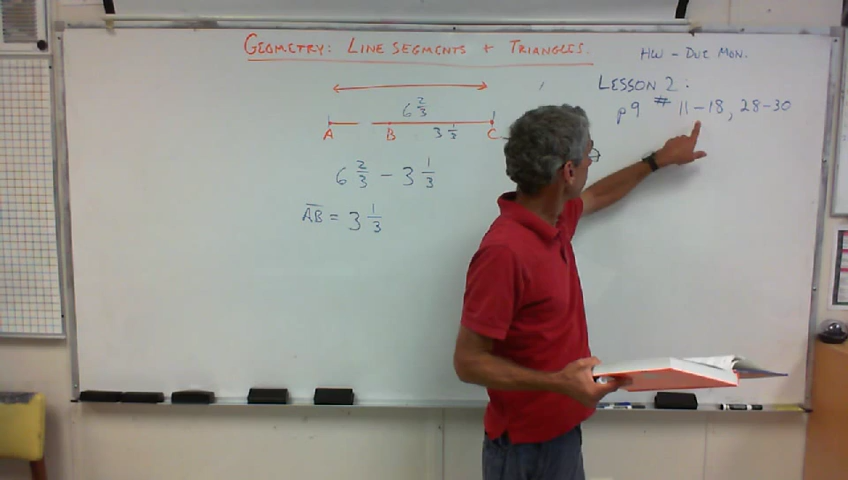 GEOMETRY: LINE SEGMENTS + TRIANGLES.
HW - DUE MON.
LESSON 2:
p9 # 11-18, 28-30
6 2/3
A B 3 1/3 C
6 2/3 - 3 1/3
AB = 3 1/3